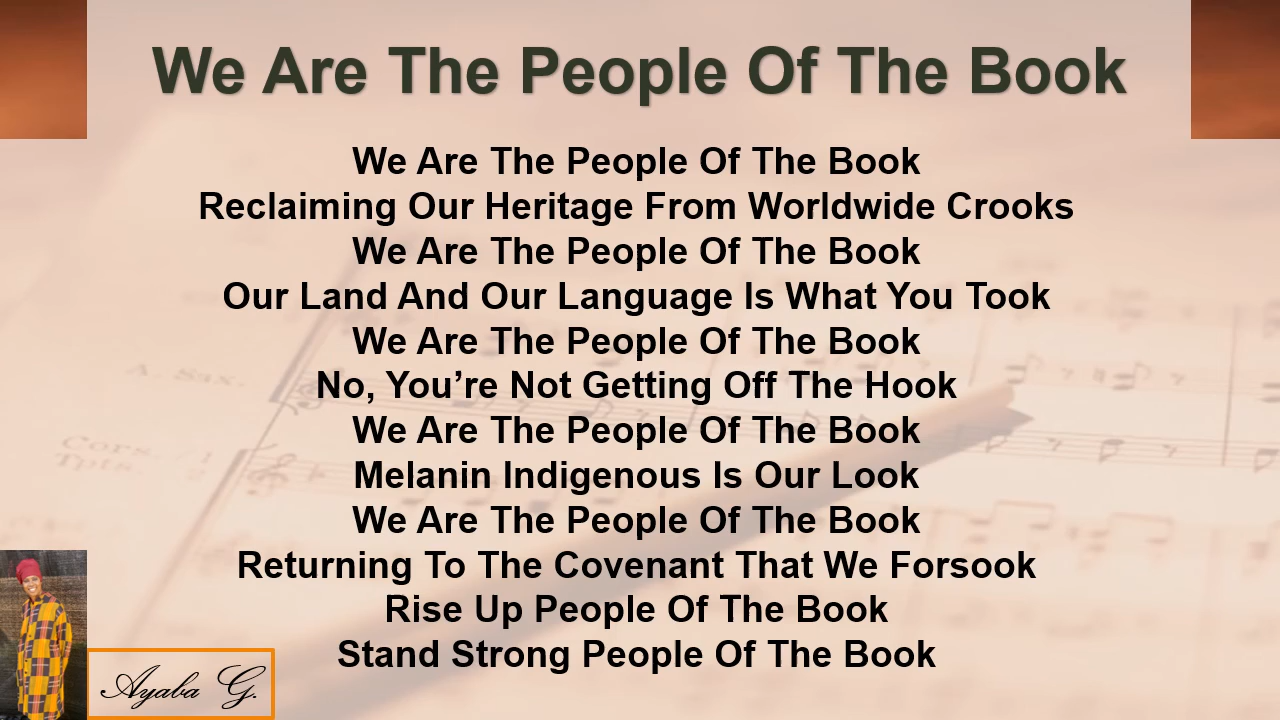 We Are The People Of The Book
We Are The People Of The Book
Reclaiming Our Heritage From Worldwide Crooks
We Are The People Of The Book
Our Land And Our Language Is What You Took
We Are The People Of The Book
No, You’re Not Getting Off The Hook
We Are The People Of The Book
Melanin Indigenous Is Our Look
We Are The People Of The Book
Returning To The Covenant That We Forsook
Rise Up People Of The Book
Stand Strong People Of The Book
A. Sax.
Cors. 1
Tpts.
Ayaba G.